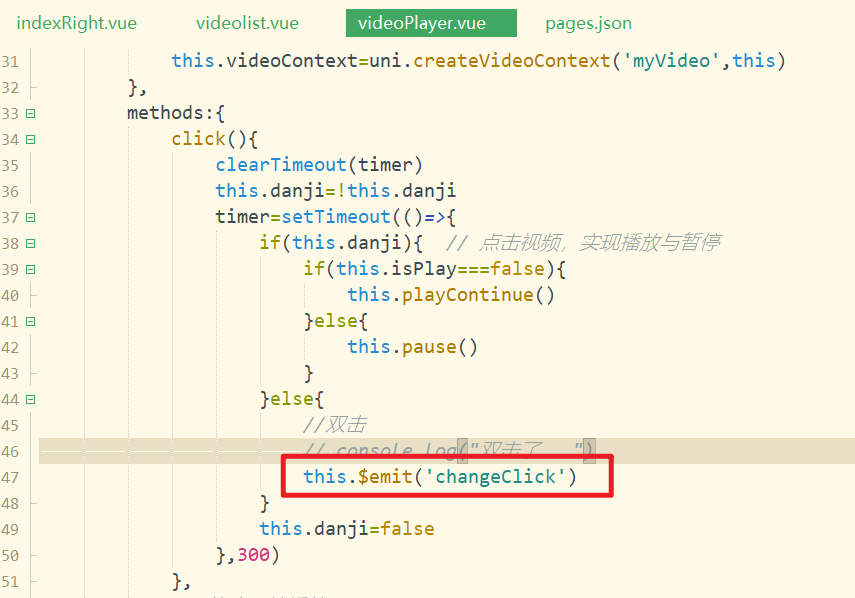 indexRight.vue videolist.vue videoPlayer.vue pages.json
31 this.videoContext=uni.createVideoContext('myVideo',this)
32 },
33 methods:{
34 click(){
35 clearTimeout(timer)
36 this.danji=!this.danji
37 timer=setTimeout(()=>{
38 if(this.danji){ // 点击视频，实现播放与暂停
39 if(this.isPlay===false){
40 this.playContinue()
41 }else{
42 this.pause()
43 }
44 }else{
45 //双击
46 // console.log("双击了 ")
47 this.$emit('changeClick')
48 }
49 this.danji=false
50 },300)
51 },